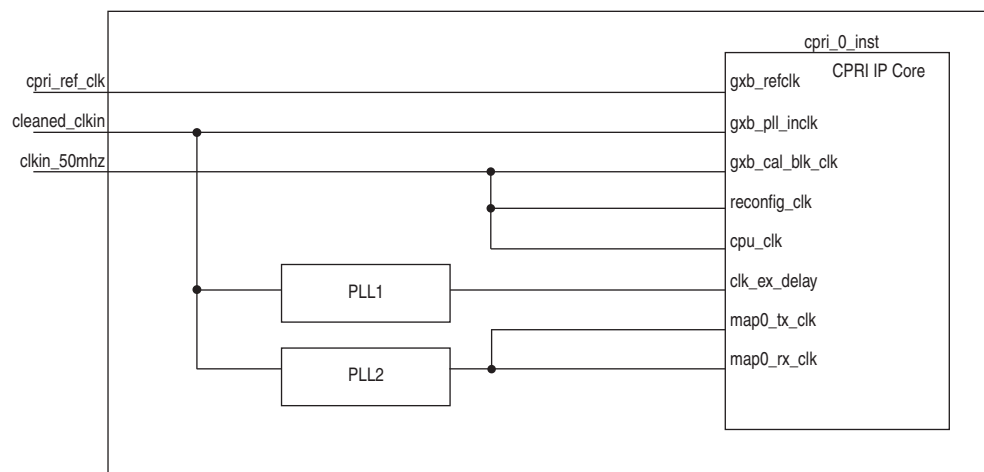 cpri_0_inst
CPRI IP Core
cpri_ref_clk
gxb_refclk
cleaned_clkin
gxb_pll_inclk
clkin_50mhz
gxb_cal_blk_clk
reconfig_clk
cpu_clk
PLL1
clk_ex_delay
map0_tx_clk
PLL2
map0_rx_clk